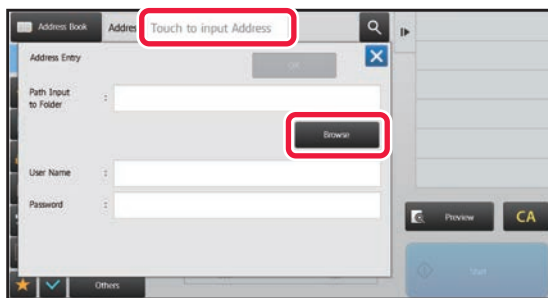 Address Book Addres Touch to input Address
Address Entry OK
Path Input
to Folder :
Browse
User Name :
Password :
Preview CA
Start
Others